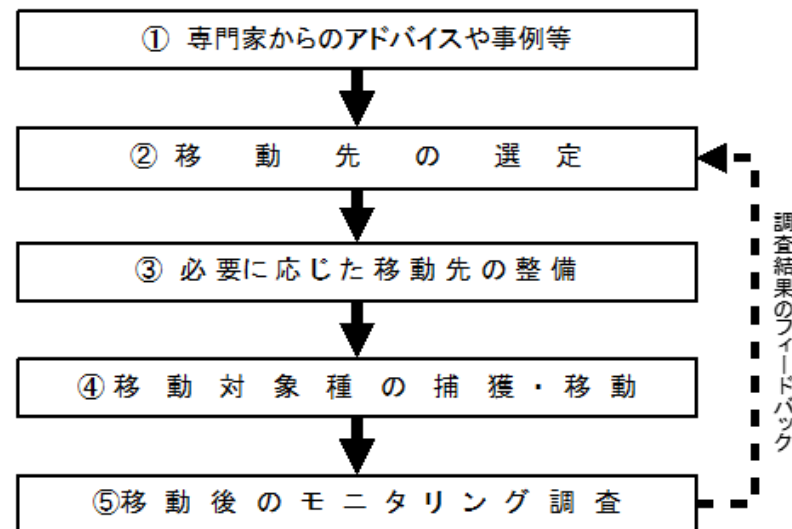 ① 専門家からのアドバイスや事例等
② 移動先の選定
③ 必要に応じた移動先の整備
④ 移動対象種の捕獲・移動
⑤移動後のモニタリング調査
調査結果のフィードバック